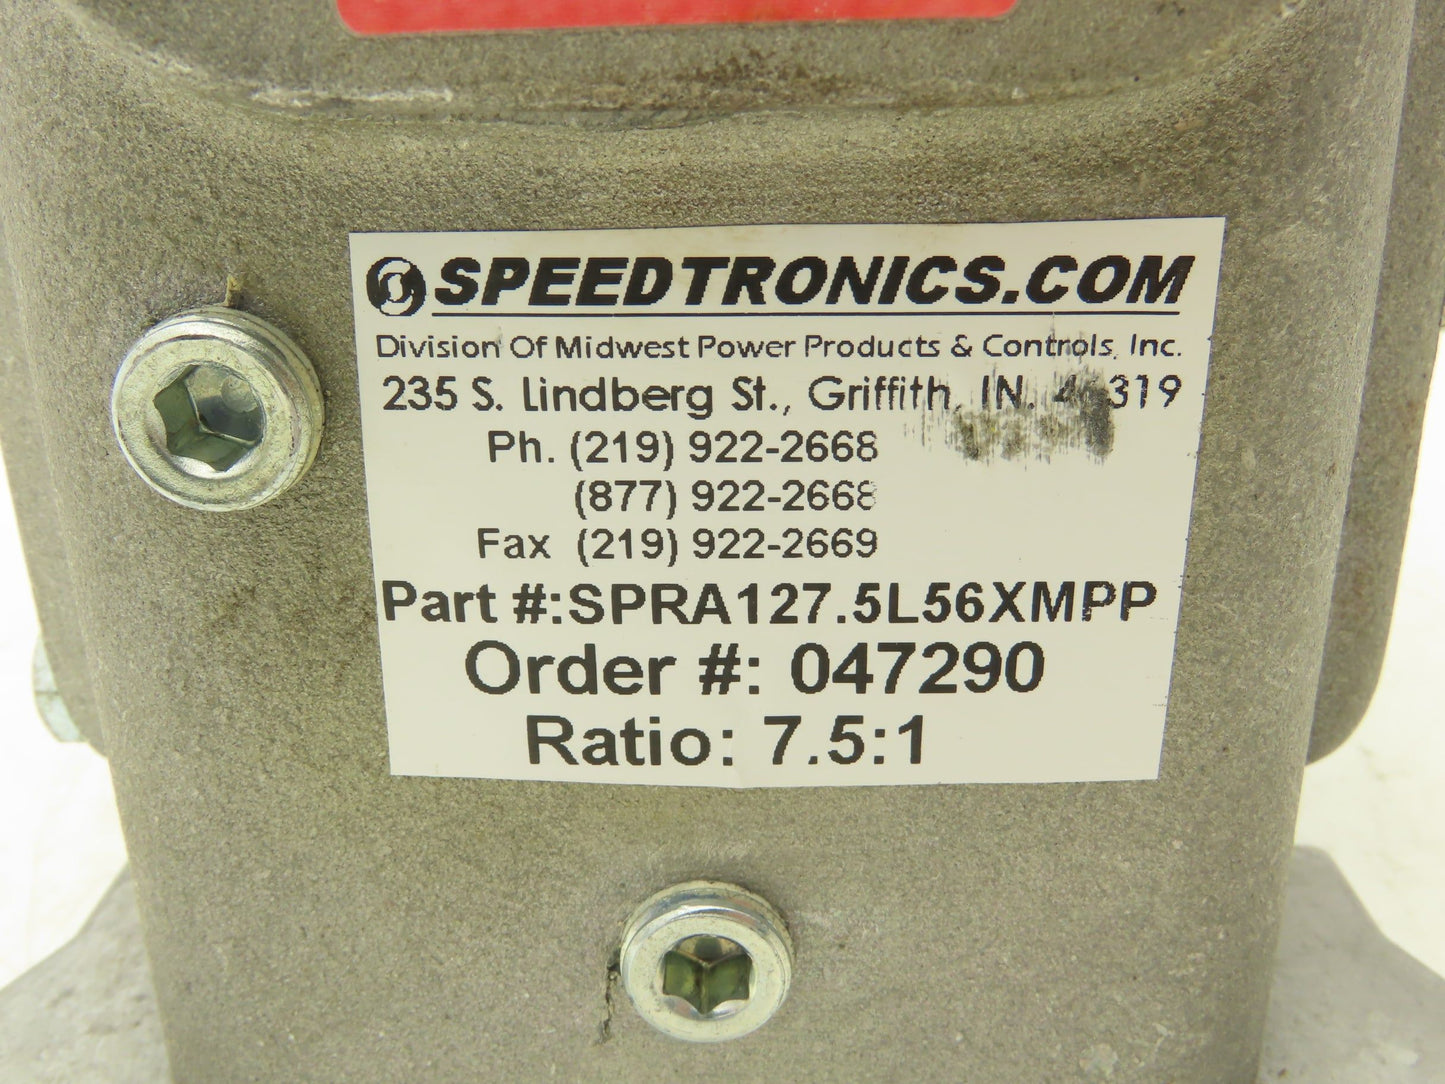 SPEEDTRONICS.COM
Division Of Midwest Power Products & Controls, Inc.
235 S. Lindberg St., Griffith, IN. 46319
Ph. (219) 922-2668
(877) 922-2668
Fax (219) 922-2669
Part #:SPRA127.5L56XMPP
Order #: 047290
Ratio: 7.5:1